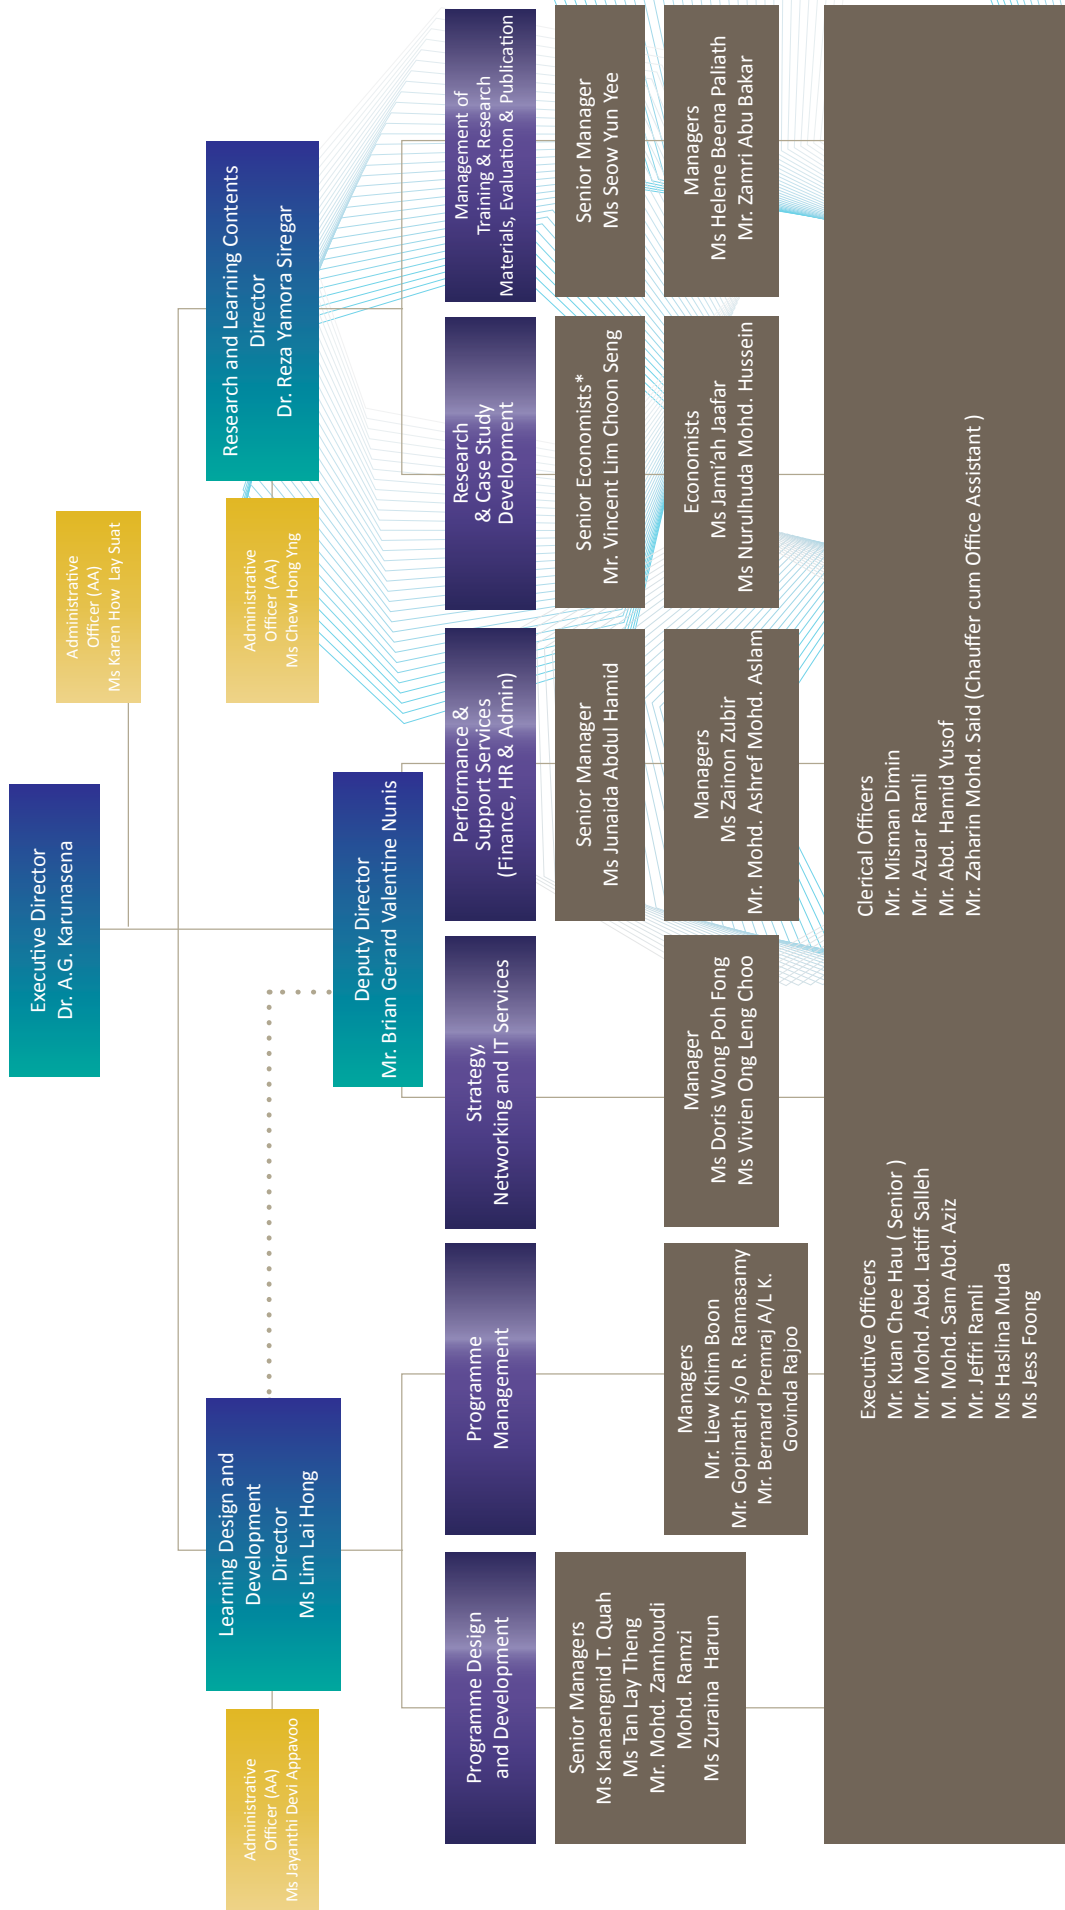 Executive Director
Dr. A.G. Karunasena
Administrative
Officer (AA)
Ms Karen How Lay Suat
Administrative
Officer (AA)
Ms Jayanthi Devi Appavoo
Learning Design and
Development
Director
Ms Lim Lai Hong
Administrative
Officer (AA)
Ms Chew Hong Yng
Research and Learning Contents
Director
Dr. Reza Yamora Siregar
Deputy Director
Mr. Brian Gerard Valentine Nunis
Programme Design
and Development
Programme
Management
Strategy,
Networking and IT Services
Performance &
Support Services
(Finance, HR & Admin)
Research
& Case Study
Development
Management of
Training & Research
Materials, Evaluation & Publication
Senior Managers
Ms Kanaengnid T. Quah
Ms Tan Lay Theng
Mr. Mohd. Zamhoudi
Mohd. Ramzi
Ms Zuraina Harun
Senior Manager
Ms Junaida Abdul Hamid
Senior Economists*
Mr. Vincent Lim Choon Seng
Senior Manager
Ms Seow Yun Yee
Managers
Mr. Liew Khim Boon
Mr. Gopinath s/o R. Ramasamy
Mr. Bernard Premraj A/L K.
Govinda Rajoo
Manager
Ms Doris Wong Poh Fong
Ms Vivien Ong Leng Choo
Managers
Ms Zainon Zubir
Mr. Mohd. Ashref Mohd. Aslam
Economists
Ms Jami'ah Jaafar
Ms Nurulhuda Mohd. Hussein
Managers
Ms Helene Beena Paliath
Mr. Zamri Abu Bakar
Executive Officers
Mr. Kuan Chee Hau ( Senior )
Mr. Mohd. Abd. Latiff Salleh
M. Mohd. Sam Abd. Aziz
Mr. Jeffri Ramli
Ms Haslina Muda
Ms Jess Foong
Clerical Officers
Mr. Misman Dimin
Mr. Azuar Ramli
Mr. Abd. Hamid Yusof
Mr. Zaharin Mohd. Said (Chauffer cum Office Assistant )